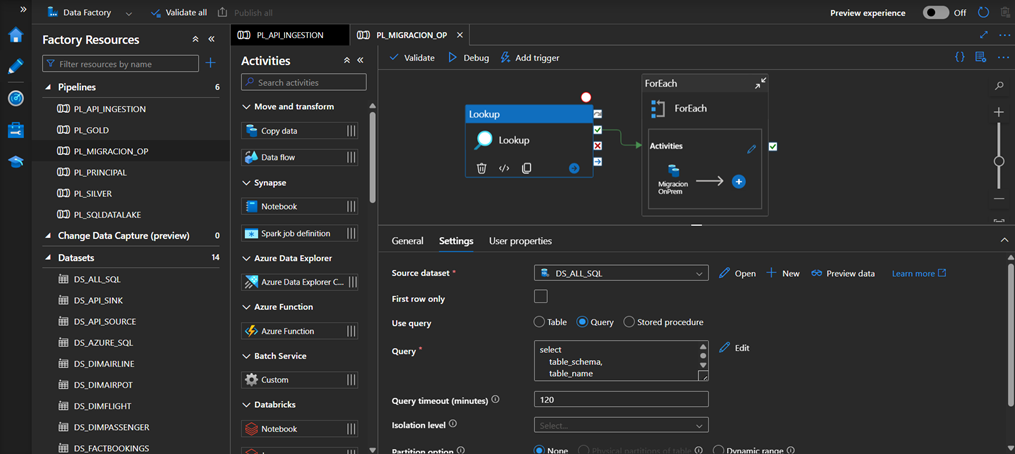 Data Factory
Validate all
Publish all
Preview experience
Off
Factory Resources
Filter resources by name
Pipelines
6
PL_API_INGESTION
PL_GOLD
PL_MIGRACION_OP
PL_PRINCIPAL
PL_SILVER
PL_SQLDATALAKE
Change Data Capture (preview)
0
Datasets
14
DS_ALL_SQL
DS_API_SINK
DS_API_SOURCE
DS_AZURE_SQL
DS_DIMAIRLINE
DS_DIMAIRPOT
DS_DIMFLIGHT
DS_DIMPASSENGER
DS_FACTBOOKINGS
PL_API_INGESTION
PL_MIGRACION_OP
Activities
Search activities
Move and transform
Copy data
Data flow
Synapse
Notebook
Spark job definition
Azure Data Explorer
Azure Data Explorer C...
Azure Function
Azure Function
Batch Service
Custom
Databricks
Notebook
Validate
Debug
Add trigger
Lookup
Lookup
ForEach
ForEach
Activities
Migracion
OnPrem
General
Settings
User properties
Source dataset *
DS_ALL_SQL
Open
New
Preview data
Learn more
First row only
Use query
Table
Query
Stored procedure
Query *
select
table_schema,
table_name
Edit
Query timeout (minutes)
120
Isolation level
Select...
Partition option
None
Physical partitions of table
Dynamic range